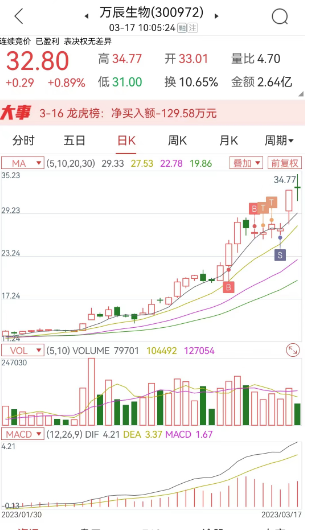 万辰生物(300972)
03-17 10:05:24
连续竞价 已盈利 表决权无差异
32.80 高 34.77 开 33.01 量比 4.70
+0.29 +0.89% 低 31.00 换 10.65% 金额 2.64亿
大事 3-16 龙虎榜：净买入额-129.58万元
分时 五日 日K 周K 月K 周期
MA (5,10,20,30) 29.33 27.53 22.78 19.86 叠加 前复权
35.23
34.77
29.23
B T T
23.24
S
B
17.24
11.24
VOL (5,10) VOLUME 79701 104492 127054
247030
MACD (12,26,9) DIF 4.21 DEA 3.37 MACD 1.67
4.21
-0.13
2023/01/30 2023/03/17